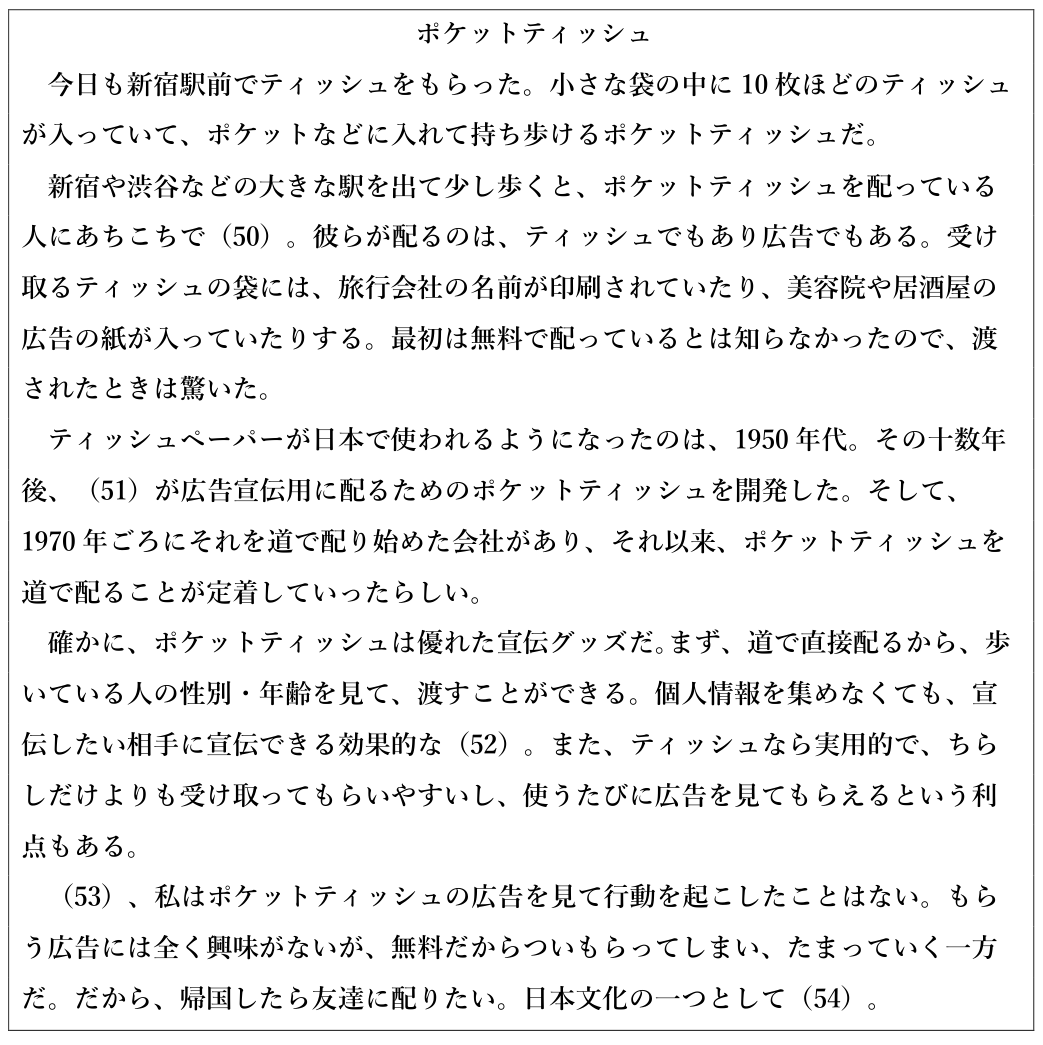 ポケットティッシュ
今日も新宿駅前でティッシュをもらった。小さな袋の中に 10 枚ほどのティッシュ
が入っていて、ポケットなどに入れて持ち歩けるポケットティッシュだ。
新宿や渋谷などの大きな駅を出て少し歩くと、ポケットティッシュを配っている
人にあちこちで（50）。彼らが配るのは、ティッシュでもあり広告でもある。受け
取るティッシュの袋には、旅行会社の名前が印刷されていたり、美容院や居酒屋の
広告の紙が入っていたりする。最初は無料で配っているとは知らなかったので、渡
されたときは驚いた。
ティッシュペーパーが日本で使われるようになったのは、1950 年代。その十数年
後、（51）が広告宣伝用に配るためのポケットティッシュを開発した。そして、
1970 年ごろにそれを道で配り始めた会社があり、それ以来、ポケットティッシュを
道で配ることが定着していったらしい。
確かに、ポケットティッシュは優れた宣伝グッズだ。まず、道で直接配るから、歩
いている人の性別・年齢を見て、渡すことができる。個人情報を集めなくても、宣
伝したい相手に宣伝できる効果的な（52）。また、ティッシュなら実用的で、ちら
しだけよりも受け取ってもらいやすいし、使うたびに広告を見てもらえるという利
点もある。
（53）、私はポケットティッシュの広告を見て行動を起こしたことはない。もら
う広告には全く興味がないが、無料だからついもらってしまい、たまっていく一方
だ。だから、帰国したら友達に配りたい。日本文化の一つとして（54）。